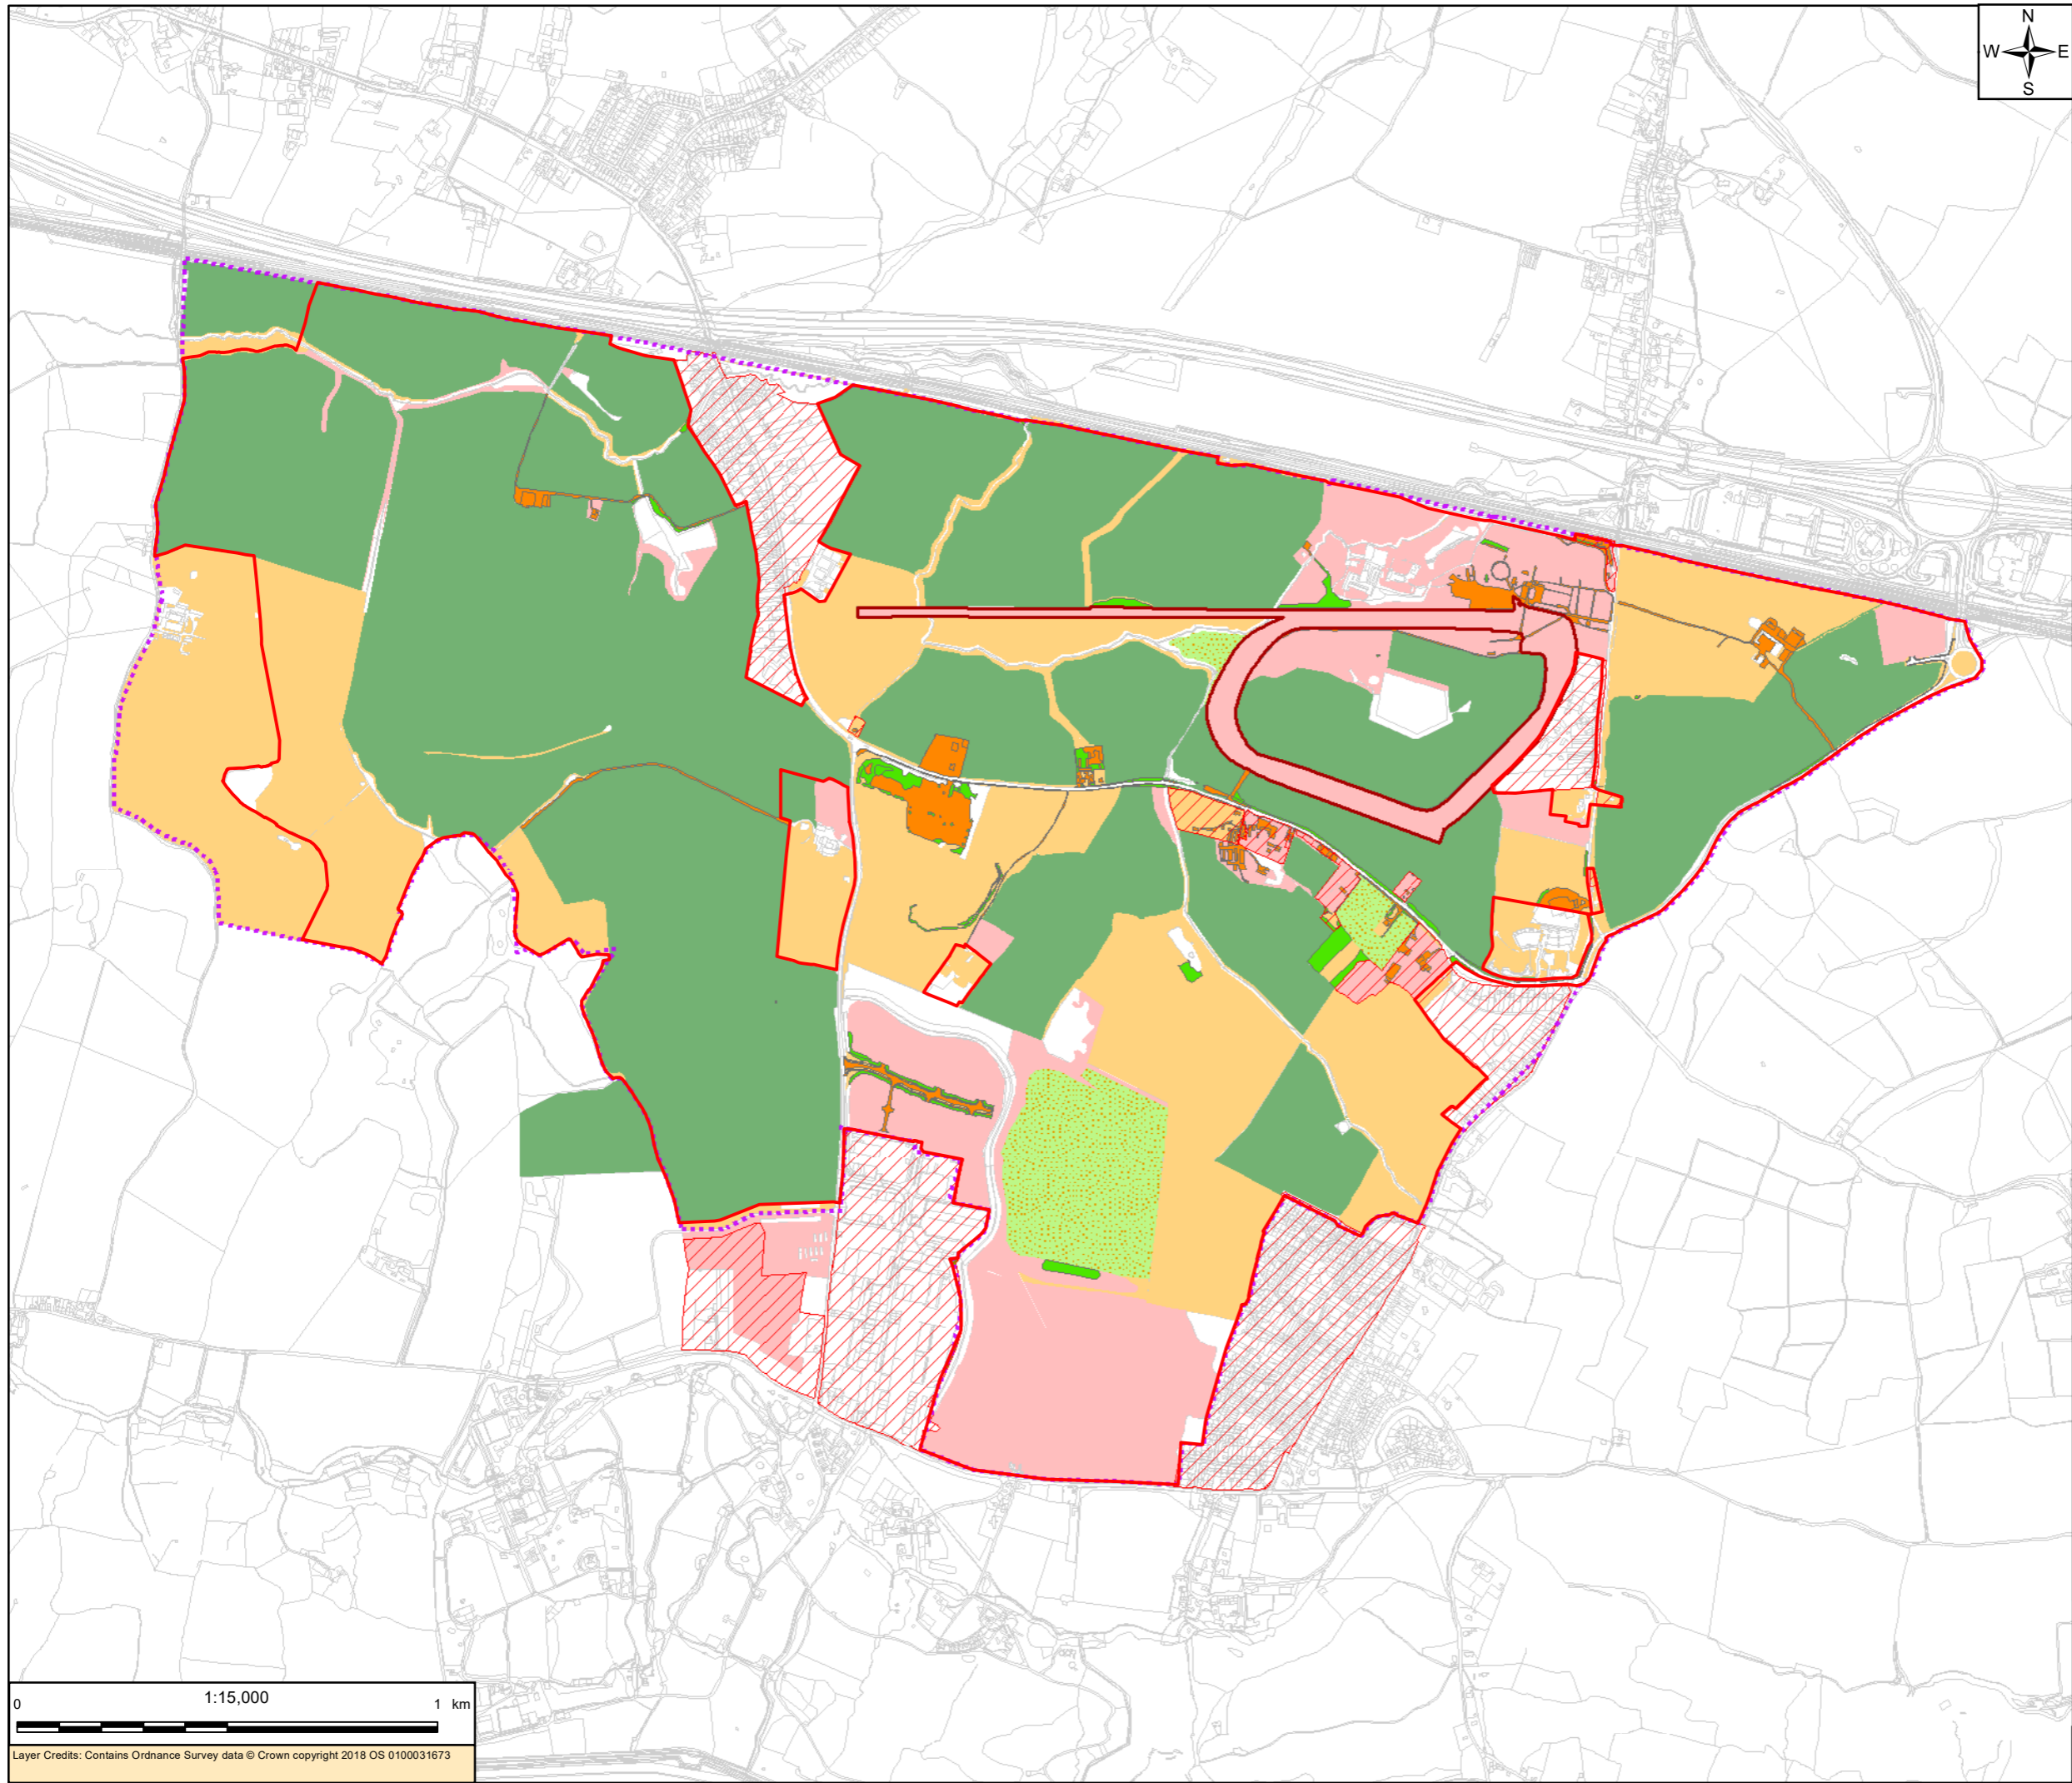 N
W E
S
1:15,000
0 1 km
Layer Credits: Contains Ordnance Survey data © Crown copyright 2018 OS 0100031673